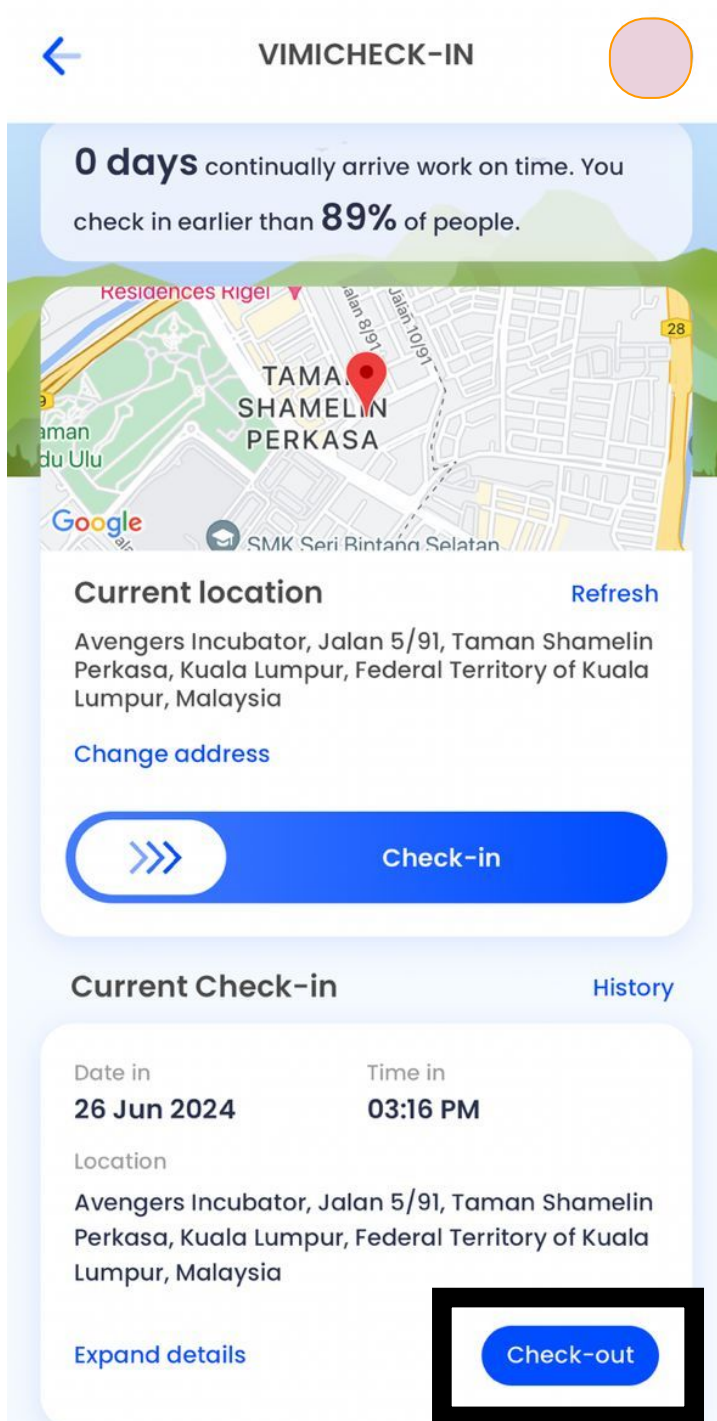 VIMICHECK-IN
0 days continually arrive work on time. You
check in earlier than 89% of people.
Residences Rigel
Jalan 10/91
28
TAMA
SHAMELIN
PERKASA
aman
du Ulu
Google
SMK Seri Bintang Selatan
Current location
Refresh
Avengers Incubator, Jalan 5/91, Taman Shamelin
Perkasa, Kuala Lumpur, Federal Territory of Kuala
Lumpur, Malaysia
Change address
Check-in
Current Check-in
History
Date in
Time in
26 Jun 2024
03:16 PM
Location
Avengers Incubator, Jalan 5/91, Taman Shamelin
Perkasa, Kuala Lumpur, Federal Territory of Kuala
Lumpur, Malaysia
Expand details
Check-out